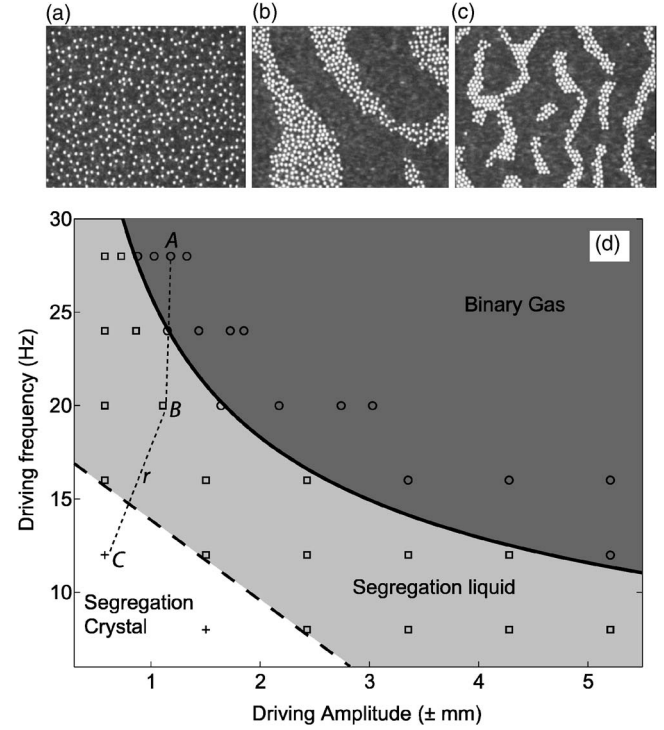 (a)
(b)
(c)
(d)
30
25
20
15
10
Driving frequency (Hz)
A
Binary Gas
B
r
C
Segregation liquid
Segregation
Crystal
1
2
3
4
5
Driving Amplitude (± mm)